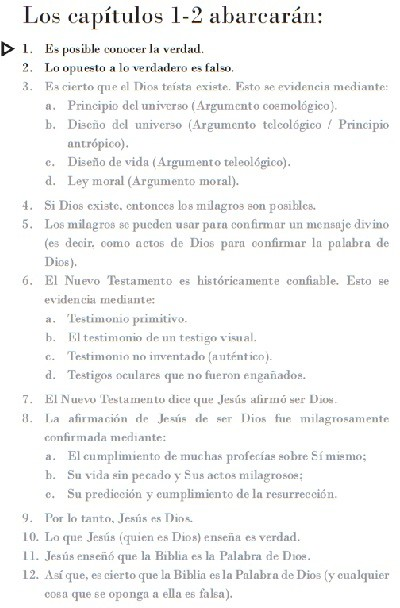 Los capítulos 1-2 abarcarán:
1. Es posible conocer la verdad.
2. Lo opuesto a lo verdadero es falso.
3. Es cierto que el Dios teísta existe. Esto se evidencia mediante:
a. Principio del universo (Argumento cosmológico).
b. Diseño del universo (Argumento teleológico / Principio
antrópico).
c. Diseño de vida (Argumento teleológico).
d. Ley moral (Argumento moral).
4. Si Dios existe, entonces los milagros son posibles.
5. Los milagros se pueden usar para confirmar un mensaje divino
(es decir, como actos de Dios para confirmar la palabra de
Dios).
6. El Nuevo Testamento es históricamente confiable. Esto se
evidencia mediante:
a. Testimonio primitivo.
b. El testimonio de un testigo visual.
c. Testimonio no inventado (auténtico).
d. Testigos oculares que no fueron engañados.
7. El Nuevo Testamento dice que Jesús afirmó ser Dios.
8. La afirmación de Jesús de ser Dios fue milagrosamente
confirmada mediante:
a. El cumplimiento de muchas profecías sobre Sí mismo;
b. Su vida sin pecado y Sus actos milagrosos;
c. Su predicción y cumplimiento de la resurrección.
9. Por lo tanto, Jesús es Dios.
10. Lo que Jesús (quien es Dios) enseña es verdad.
11. Jesús enseñó que la Biblia es la Palabra de Dios.
12. Así que, es cierto que la Biblia es la Palabra de Dios (y cualquier
cosa que se oponga a ella es falsa).